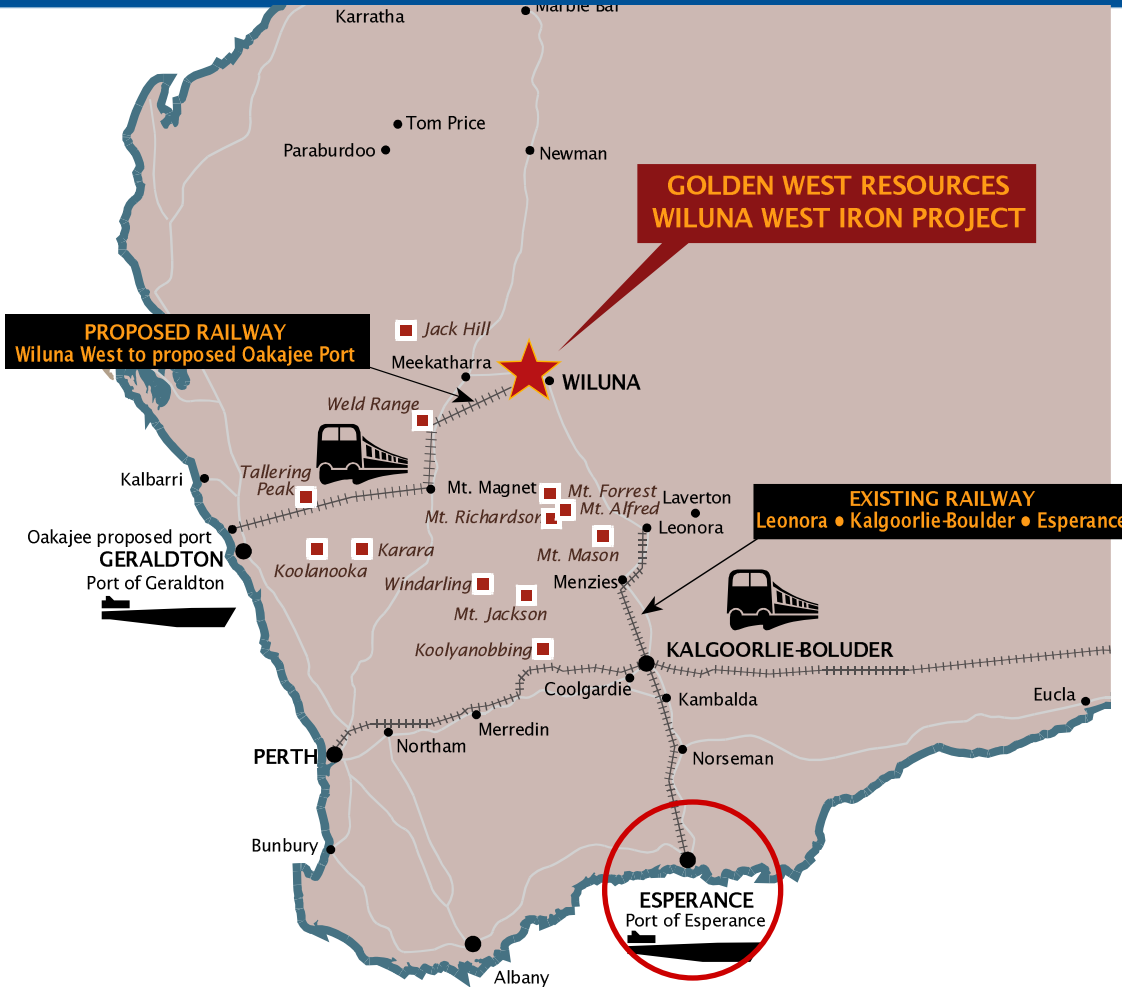 Karratha
Marble Bar
Tom Price
Paraburdoo
Newman
GOLDEN WEST RESOURCES
WILUNA WEST IRON PROJECT
PROPOSED RAILWAY
Wiluna West to proposed Oakajee Port
Jack Hill
Meekatharra
WILUNA
Weld Range
Kalbarri
Tallering
Peak
Mt. Magnet
Mt. Forrest
Mt. Alfred
Mt. Richardson
Laverton
Leonora
EXISTING RAILWAY
Leonora • Kalgoorlie-Boulder • Esperance
Oakajee proposed port
GERALDTON
Port of Geraldton
Koolanooka
Karara
Mt. Mason
Windarling
Menzies
Mt. Jackson
Koolyanobbing
KALGOORLIE-BOLUDER
Coolgardie
Kambalda
Eucla
Merredin
Northam
PERTH
Norseman
Bunbury
ESPERANCE
Port of Esperance
Albany